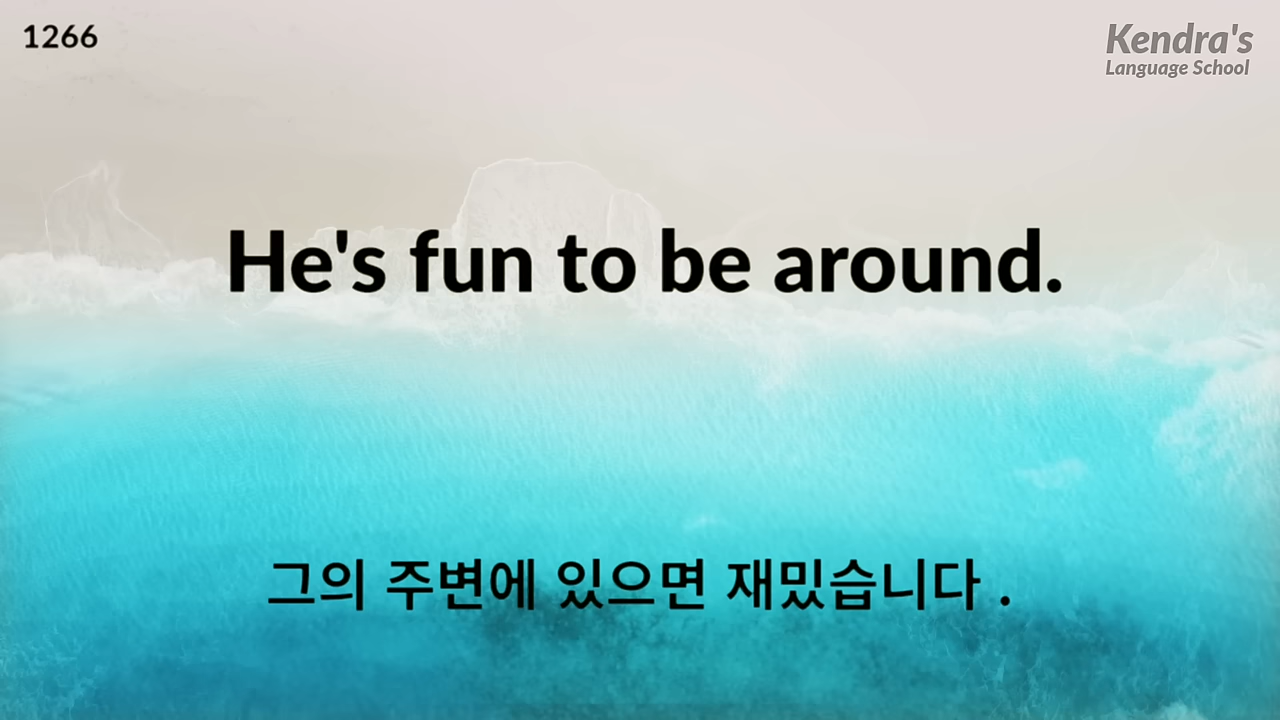 1266
Kendra's
Language School
He's fun to be around.
그의 주변에 있으면 재밌습니다 .